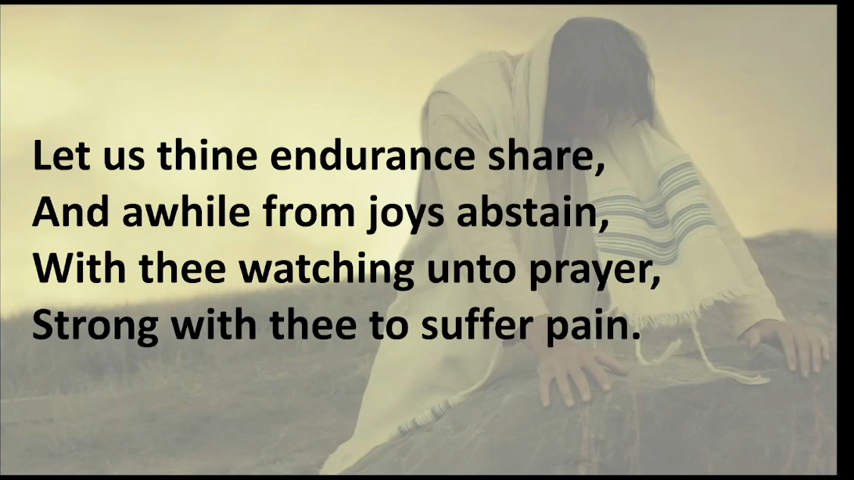 Let us thine endurance share,
And awhile from joys abstain,
With thee watching unto prayer,
Strong with thee to suffer pain.